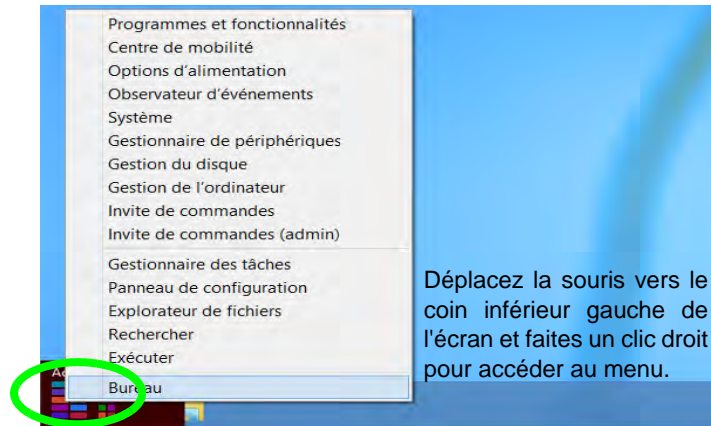 Programmes et fonctionnalités
Centre de mobilité
Options d'alimentation
Observateur d'événements
Système
Gestionnaire de périphériques
Gestion du disque
Gestion de l'ordinateur
Invite de commandes
Invite de commandes (admin)
Gestionnaire des tâches
Panneau de configuration
Explorateur de fichiers
Rechercher
Exécuter
Bureau
Déplacez la souris vers le
coin inférieur gauche de
l'écran et faites un clic droit
pour accéder au menu.